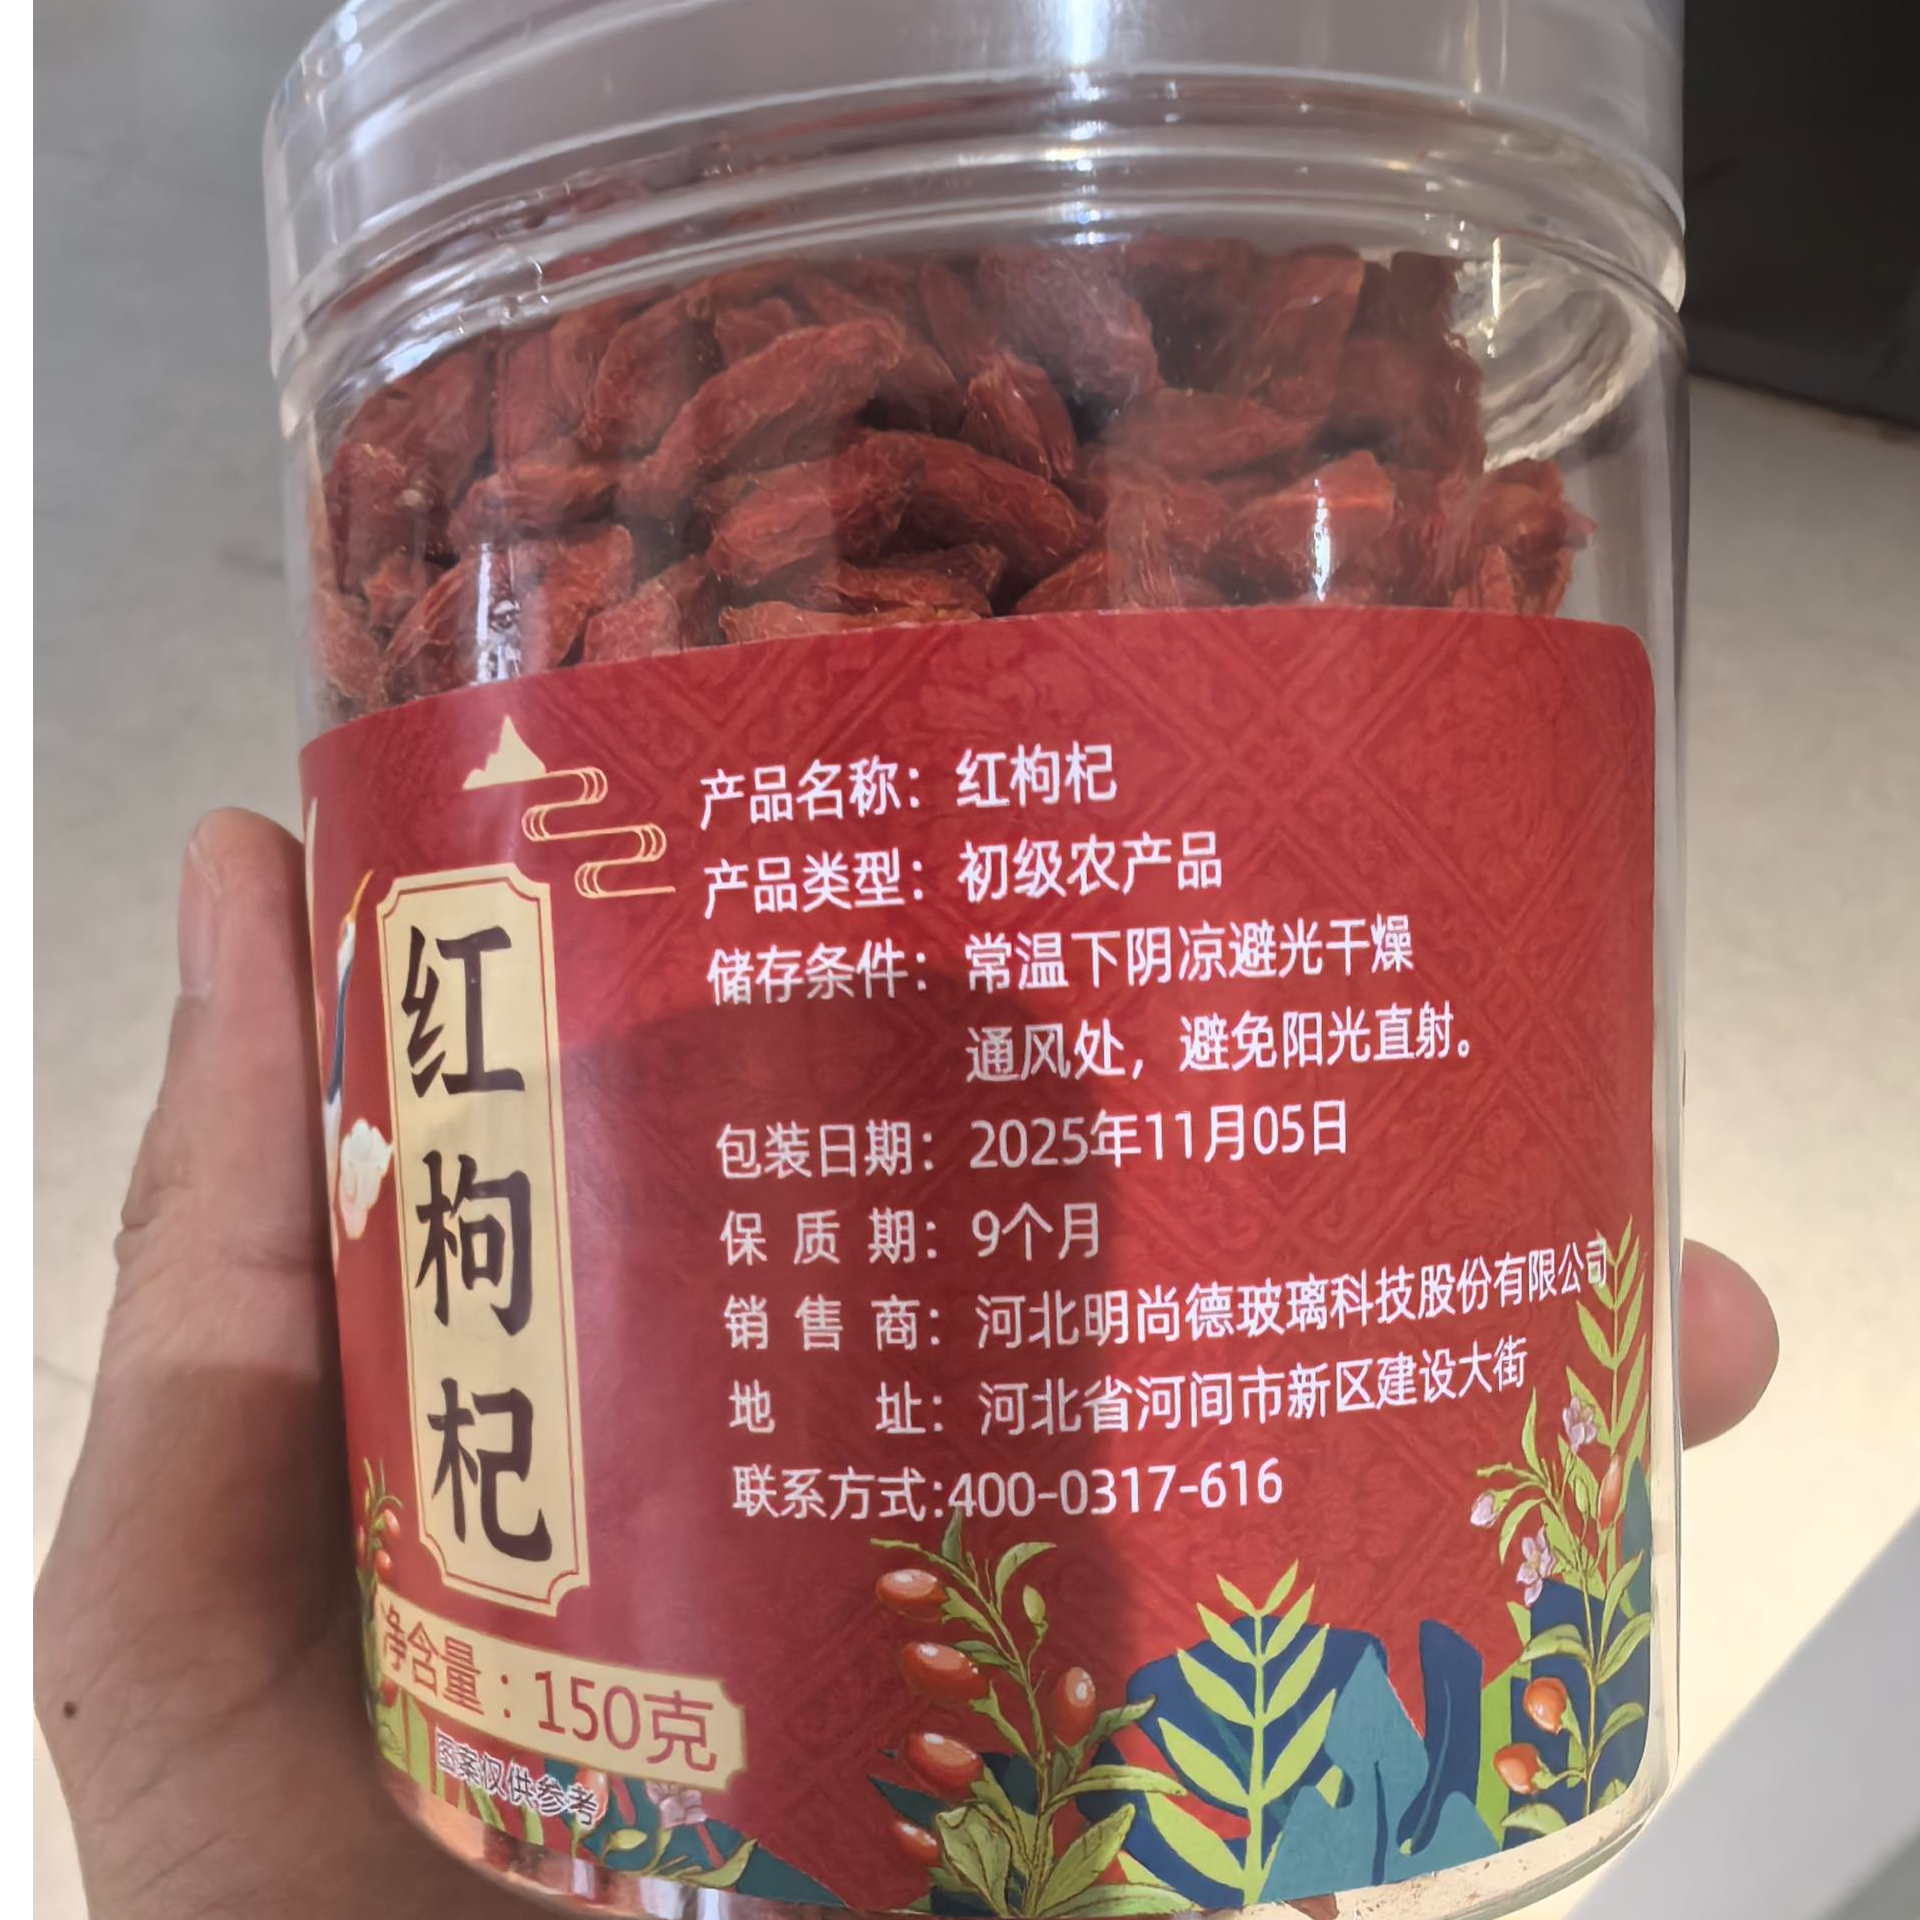 红枸杞
产品名称：红枸杞
产品类型：初级农产品
储存条件：常温下阴凉避光干燥
通风处，避免阳光直射。
包装日期：2025年11月05日
保质期：9个月
销售商：河北明尚德玻璃科技股份有限公司
地址：河北省河间市新区建设大街
联系方式:400-0317-616
净含量：150克
图案仅供参考